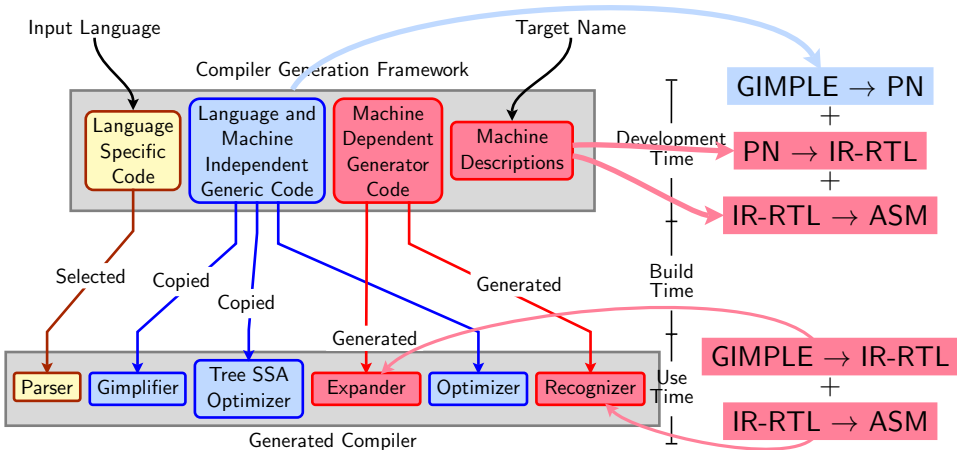 Input Language
Target Name
Compiler Generation Framework
Language
Specific
Code
Language and
Machine
Independent
Generic Code
Machine
Dependent
Generator
Code
Machine
Descriptions
Development
Time
GIMPLE → PN
+
PN → IR-RTL
+
IR-RTL → ASM
Selected
Copied
Copied
Generated
Generated
Build
Time
Parser
Gimplifier
Tree SSA
Optimizer
Expander
Optimizer
Recognizer
Generated Compiler
Use
Time
GIMPLE → IR-RTL
+
IR-RTL → ASM